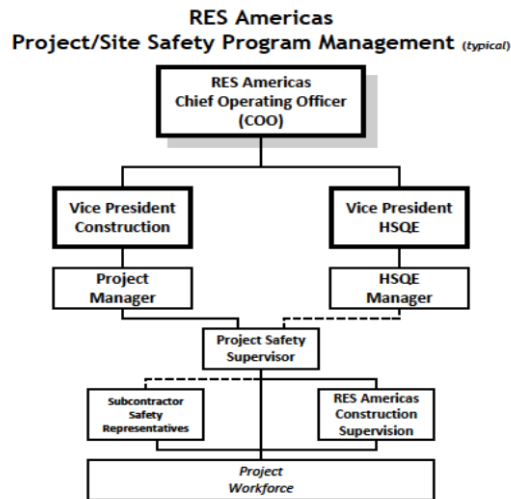 RES Americas
Project/Site Safety Program Management (typical)
RES Americas
Chief Operating Officer
(COO)
Vice President
Construction
Vice President
HSQE
Project
Manager
HSQE
Manager
Project Safety
Supervisor
Subcontractor
Safety
Representatives
RES Americas
Construction
Supervision
Project
Workforce